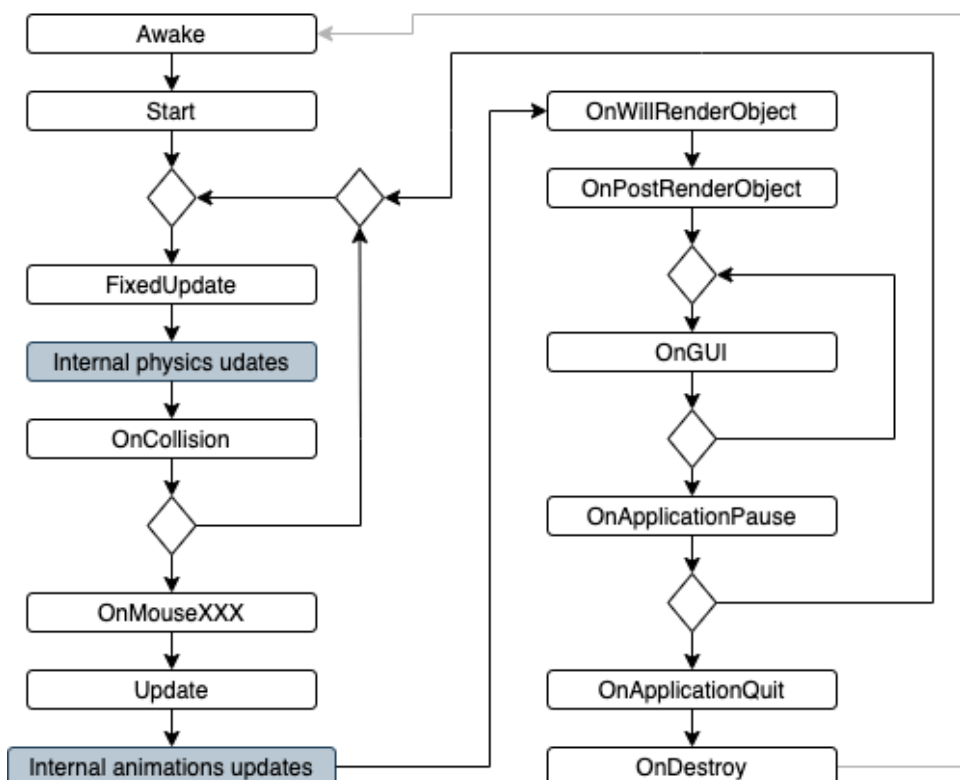 Awake
Start
FixedUpdate
Internal physics udates
OnCollision
OnMouseXXX
Update
Internal animations updates
OnWillRenderObject
OnPostRenderObject
OnGUI
OnApplicationPause
OnApplicationQuit
OnDestroy